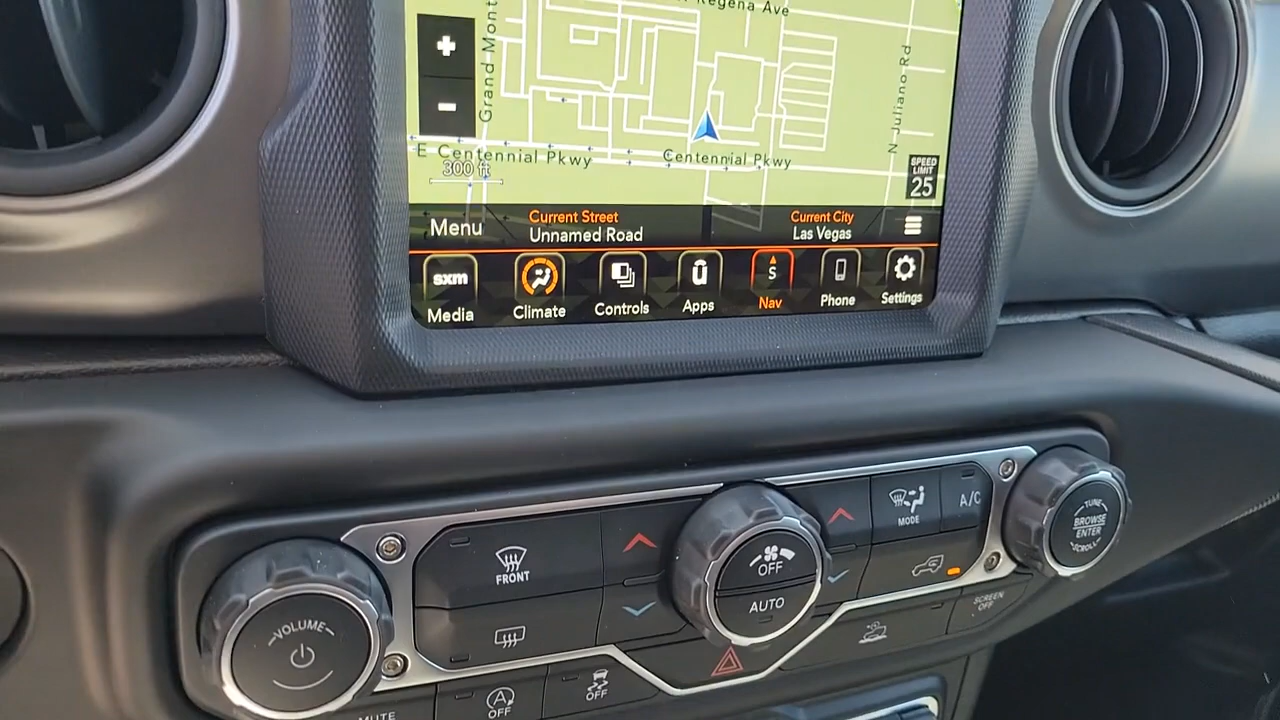 Regena Ave
Grand Mont
N Juliano Rd
+
-
E Centennial Pkwy
Centennial Pkwy
300 ft
SPEED
LIMIT
25
Menu
Current Street
Unnamed Road
Current City
Las Vegas
sxm
Media
Climate
Controls
u
Apps
S
Nav
Phone
Settings
FRONT
OFF
AUTO
MODE
A/C
TUNE
BROWSE
ENTER
SCROLL
VOLUME
SCREEN
OFF
MUTE
A
OFF
OFF